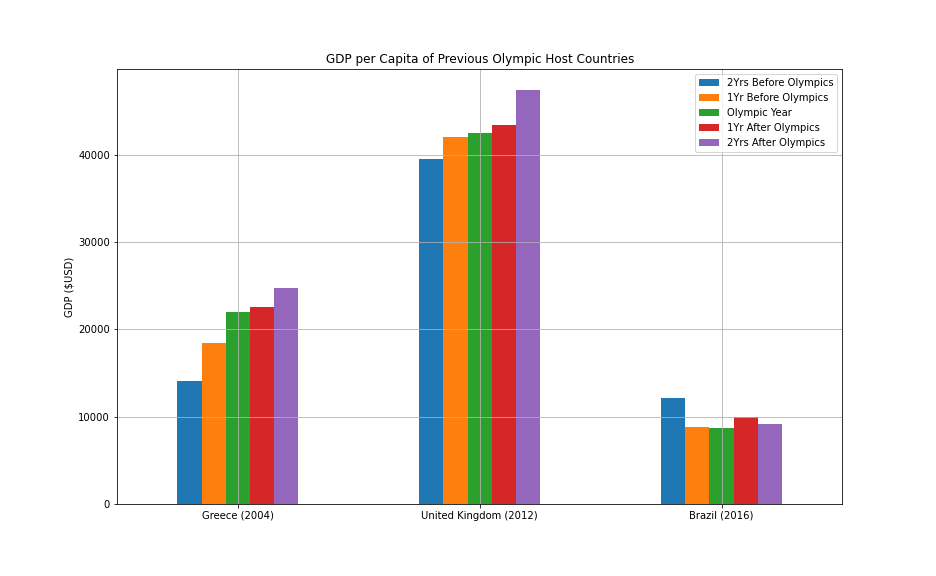 GDP per Capita of Previous Olympic Host Countries
2Yrs Before Olympics
1Yr Before Olympics
Olympic Year
1Yr After Olympics
2Yrs After Olympics
GDP ($USD)
40000
30000
20000
10000
0
Greece (2004)
United Kingdom (2012)
Brazil (2016)